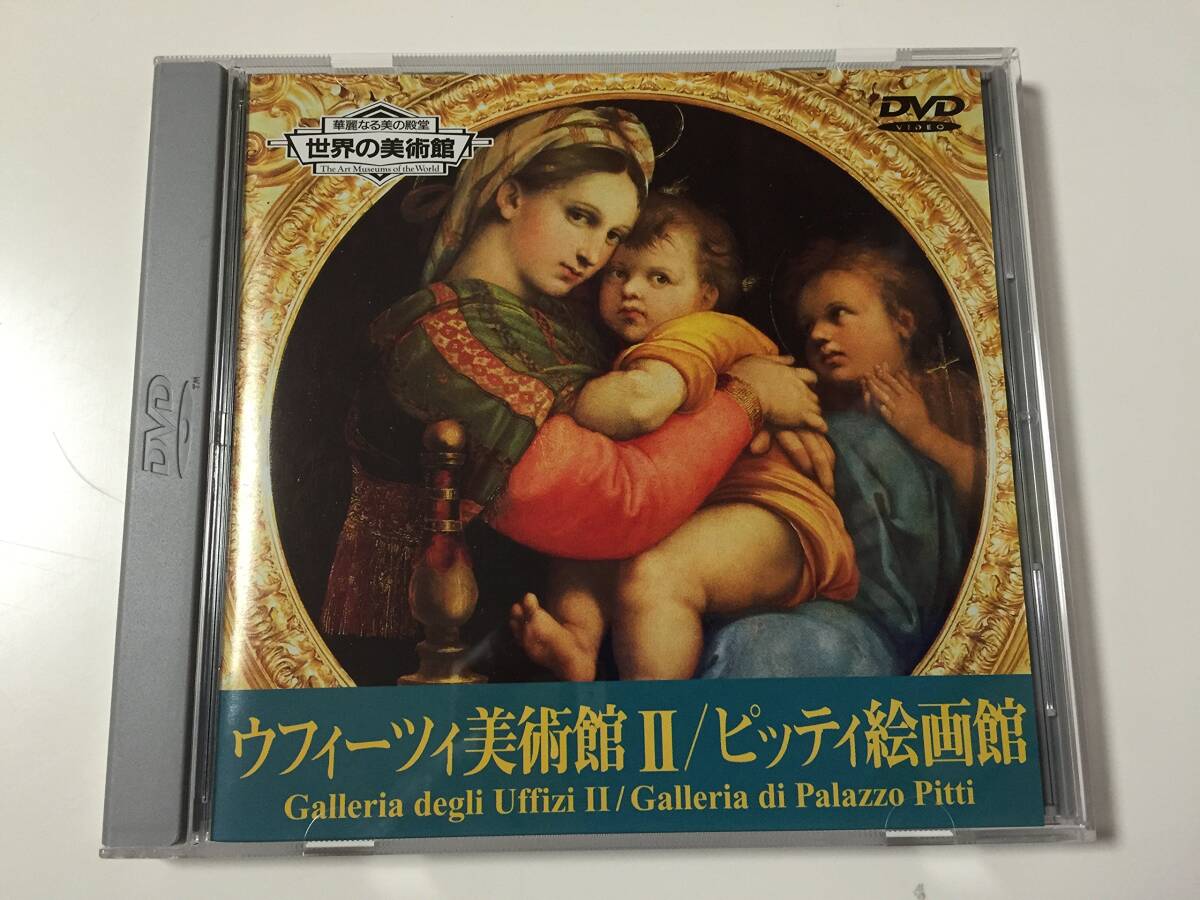 華麗なる美の殿堂
世界の美術館
The Art Museums of the World
DVD
VIDEO
DVD
TM
ウフィーツィ美術館 II/ピッティ絵画館
Galleria degli Uffizi II/Galleria di Palazzo Pitti